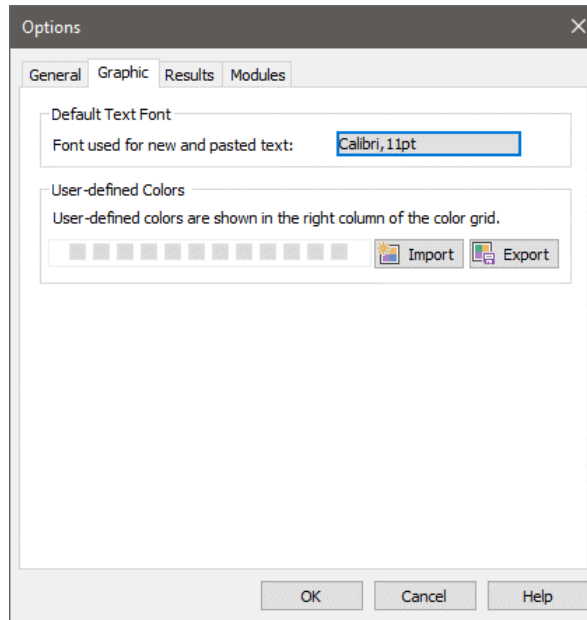 Options
General Graphic Results Modules
Default Text Font
Font used for new and pasted text: Calibri,11pt
User-defined Colors
User-defined colors are shown in the right column of the color grid.
Import Export
OK Cancel Help